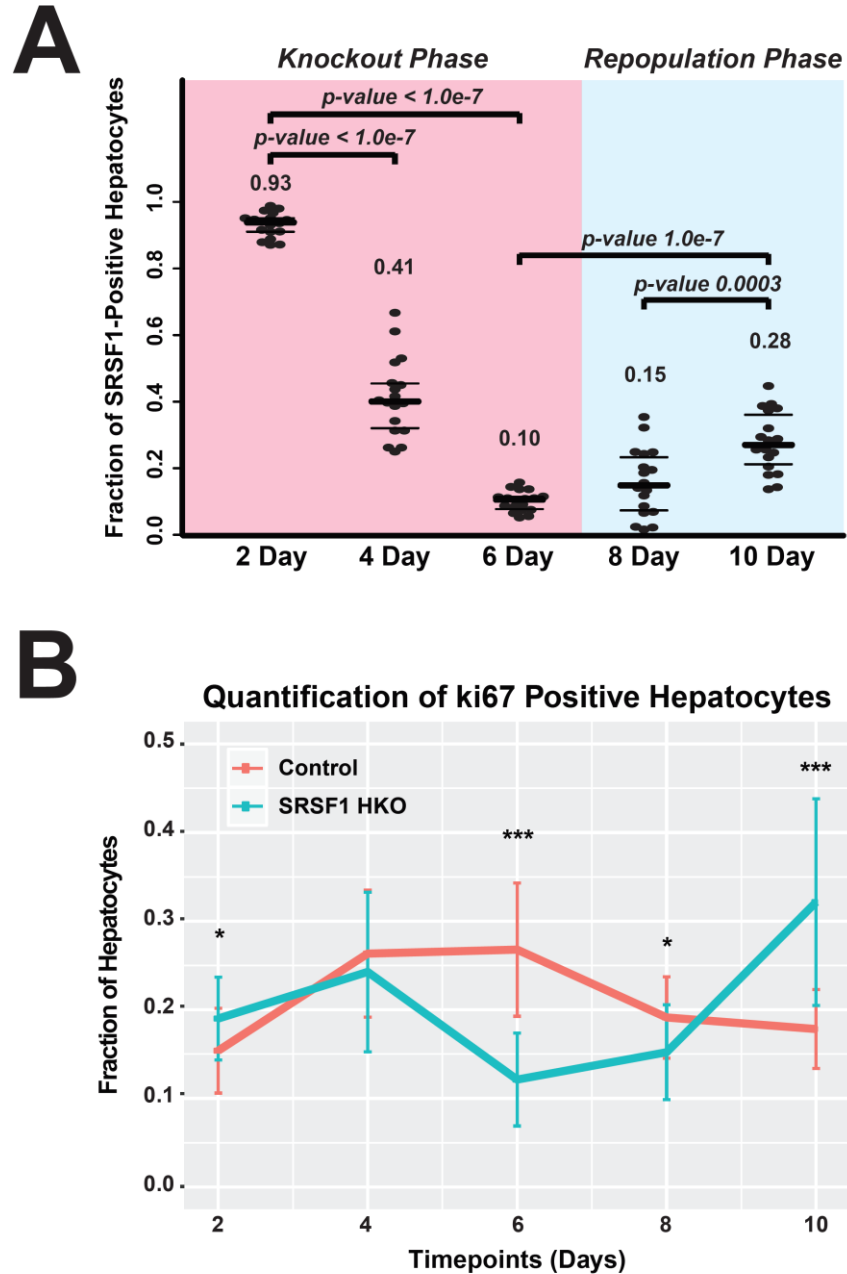 A
Knockout Phase
Repopulation Phase
p-value < 1.0e-7
p-value < 1.0e-7
p-value 1.0e-7
p-value 0.0003
Fraction of SRSF1-Positive Hepatocytes
1.0
0.8
0.6
0.4
0.2
0.0
0.93
0.41
0.10
0.15
0.28
2 Day
4 Day
6 Day
8 Day
10 Day
B
Quantification of ki67 Positive Hepatocytes
Fraction of Hepatocytes
0.5
0.4
0.3
0.2
0.1
0.0
Control
SRSF1 HKO
*
***
*
***
2
4
6
8
10
Timepoints (Days)